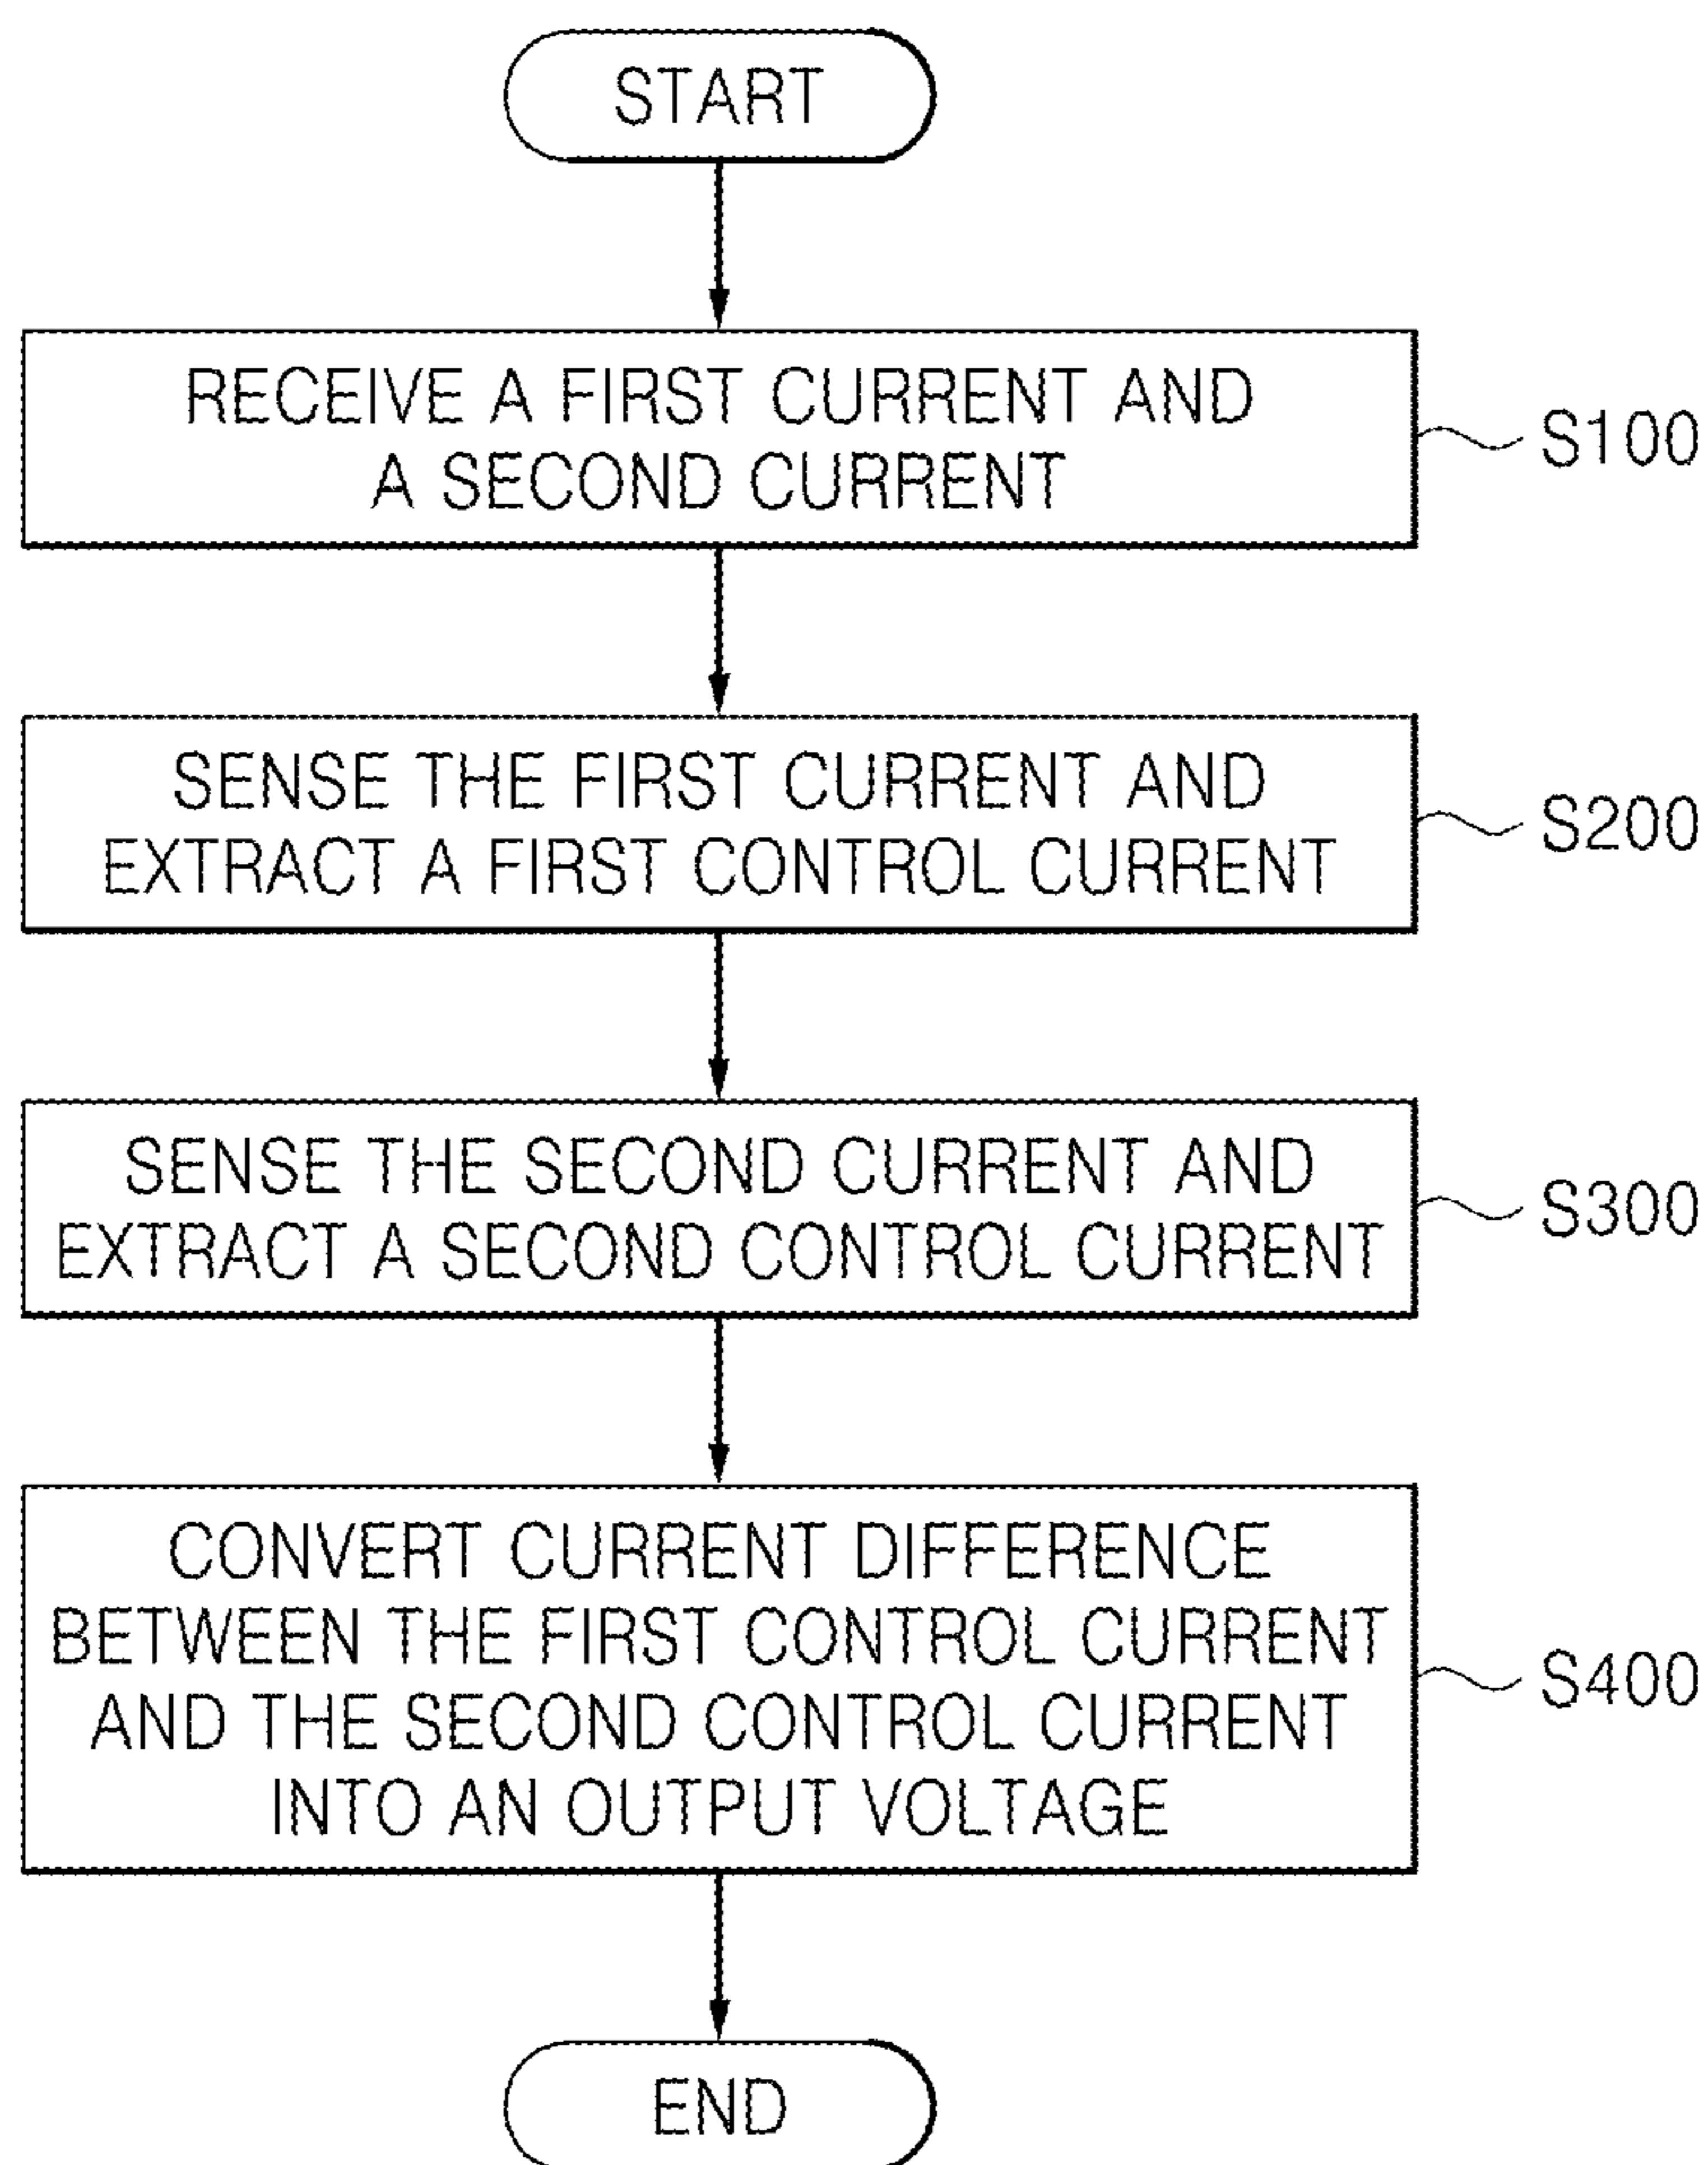 START
RECEIVE A FIRST CURRENT AND
A SECOND CURRENT
S100
SENSE THE FIRST CURRENT AND
EXTRACT A FIRST CONTROL CURRENT
S200
SENSE THE SECOND CURRENT AND
EXTRACT A SECOND CONTROL CURRENT
S300
CONVERT CURRENT DIFFERENCE
BETWEEN THE FIRST CONTROL CURRENT
AND THE SECOND CONTROL CURRENT
INTO AN OUTPUT VOLTAGE
S400
END